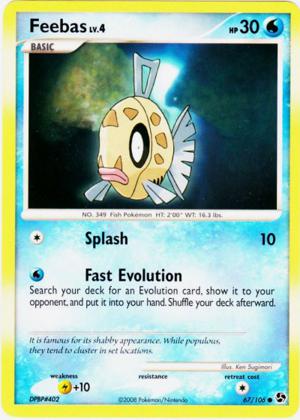 Feebas LV.4 HP 30
BASIC
NO. 349 Fish Pokémon HT: 2'00" WT: 16.3 lbs.
Splash 10
Fast Evolution
Search your deck for an Evolution card, show it to your
opponent, and put it into your hand. Shuffle your deck afterward.
It is famous for its shabby appearance. While populous,
they tend to cluster in set locations.
Illus. Ken Sugimori
weakness resistance retreat cost
+10
DPBP#402 ©2008 Pokémon/Nintendo. 67/106